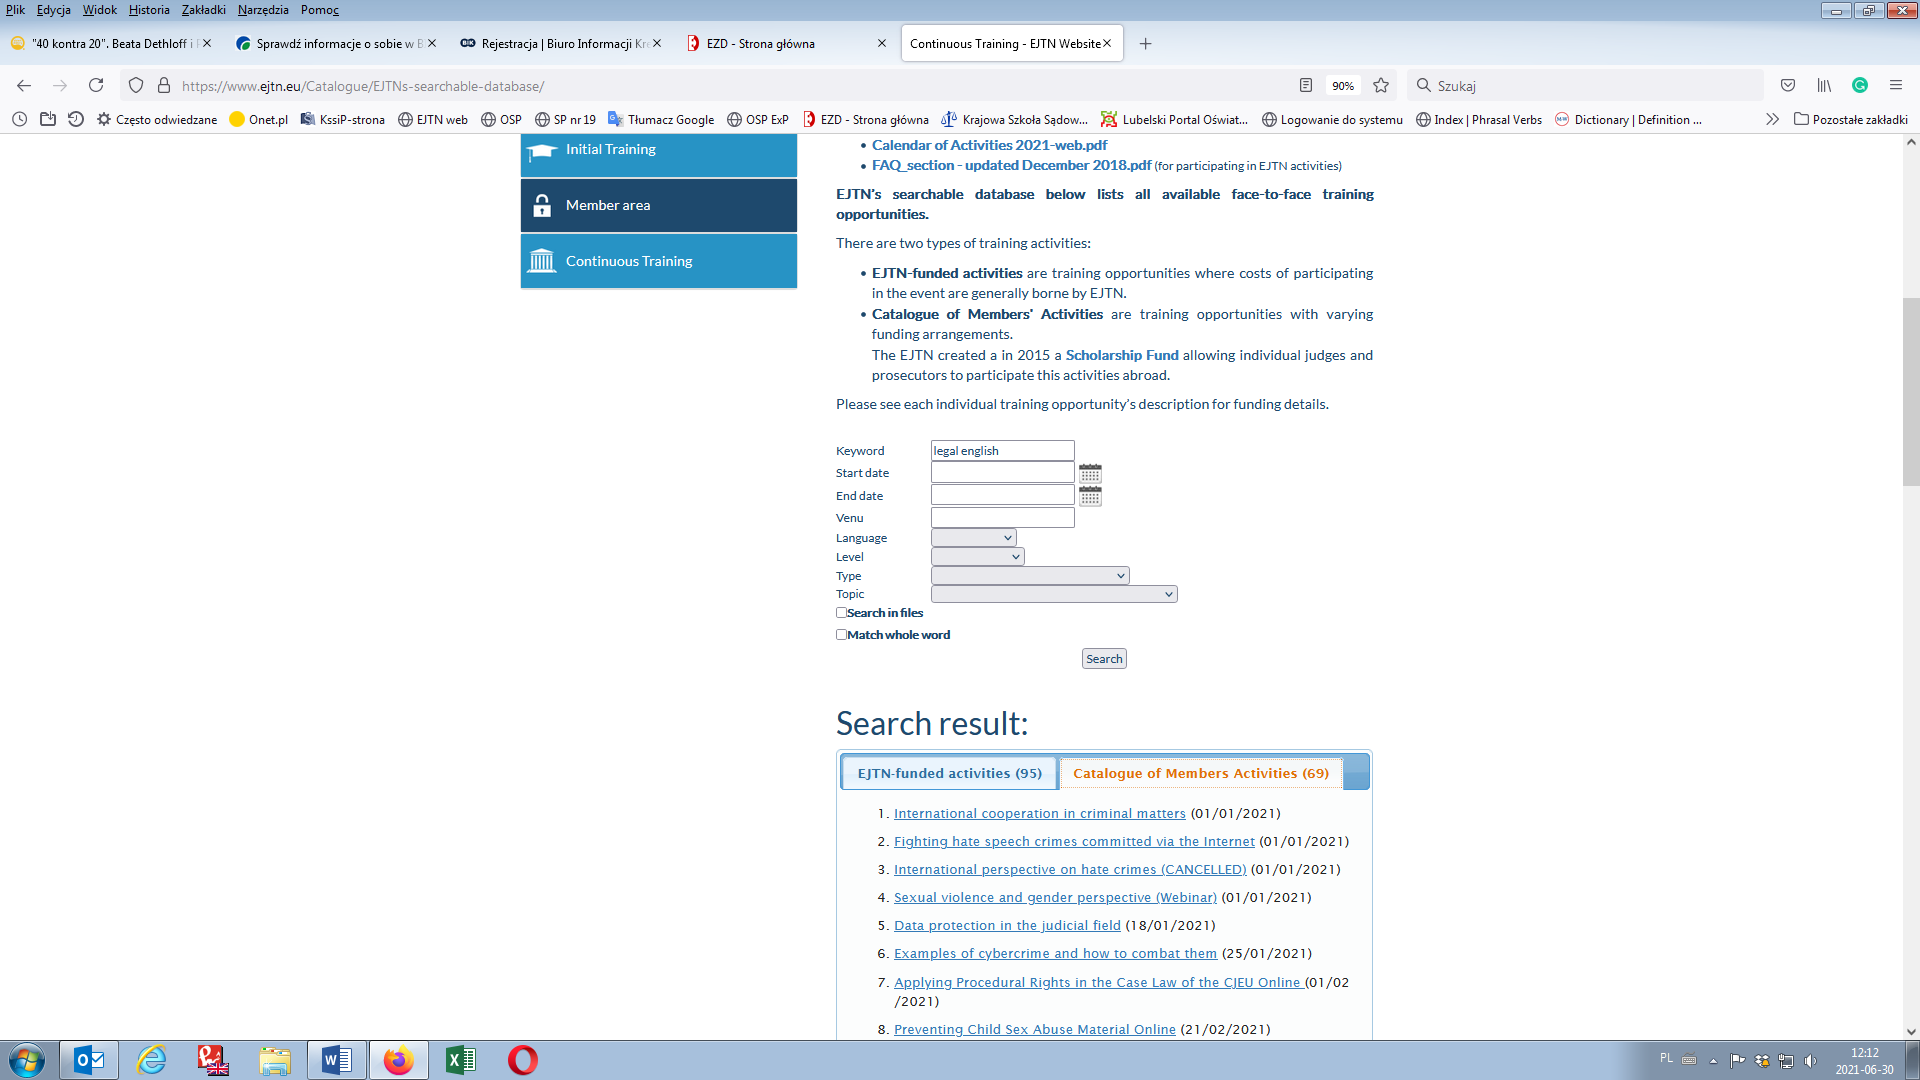 Plik Edycja Widok Historia Zakładki Narzędzia Pomoc
"40 kontra 20". Beata Dethloff i F
Sprawdź informacje o sobie w B
Rejestracja | Biuro Informacji Kre
EZD - Strona główna
Continuous Training - EJTN Website
https://www.ejtn.eu/Catalogue/EJTNs-searchable-database/
90%
Szukaj
Często odwiedzane Onet.pl KssiP-strona EJTN web OSP SP nr 19 Tłumacz Google OSP ExP EZD - Strona główna Krajowa Szkoła Sądow... Lubelski Portal Oświat... Logowanie do systemu Index | Phrasal Verbs Dictionary | Definition ... Pozostałe zakładki
Initial Training
Member area
Continuous Training
• Calendar of Activities 2021-web.pdf
• FAQ_section - updated December 2018.pdf (for participating in EJTN activities)
EJTN's searchable database below lists all available face-to-face training
opportunities.
There are two types of training activities:
• EJTN-funded activities are training opportunities where costs of participating
in the event are generally borne by EJTN.
• Catalogue of Members' Activities are training opportunities with varying
funding arrangements.
The EJTN created a in 2015 a Scholarship Fund allowing individual judges and
prosecutors to participate this activities abroad.
Please see each individual training opportunity's description for funding details.
Keyword legal english
Start date
End date
Venu
Language
Level
Type
Topic
Search in files
Match whole word
Search
Search result:
EJTN-funded activities (95) Catalogue of Members Activities (69)
1. International cooperation in criminal matters (01/01/2021)
2. Fighting hate speech crimes committed via the Internet (01/01/2021)
3. International perspective on hate crimes (CANCELLED) (01/01/2021)
4. Sexual violence and gender perspective (Webinar) (01/01/2021)
5. Data protection in the judicial field (18/01/2021)
6. Examples of cybercrime and how to combat them (25/01/2021)
7. Applying Procedural Rights in the Case Law of the CJEU Online (01/02
/2021)
8. Preventing Child Sex Abuse Material Online (21/02/2021)
PL
12:12
2021-06-30